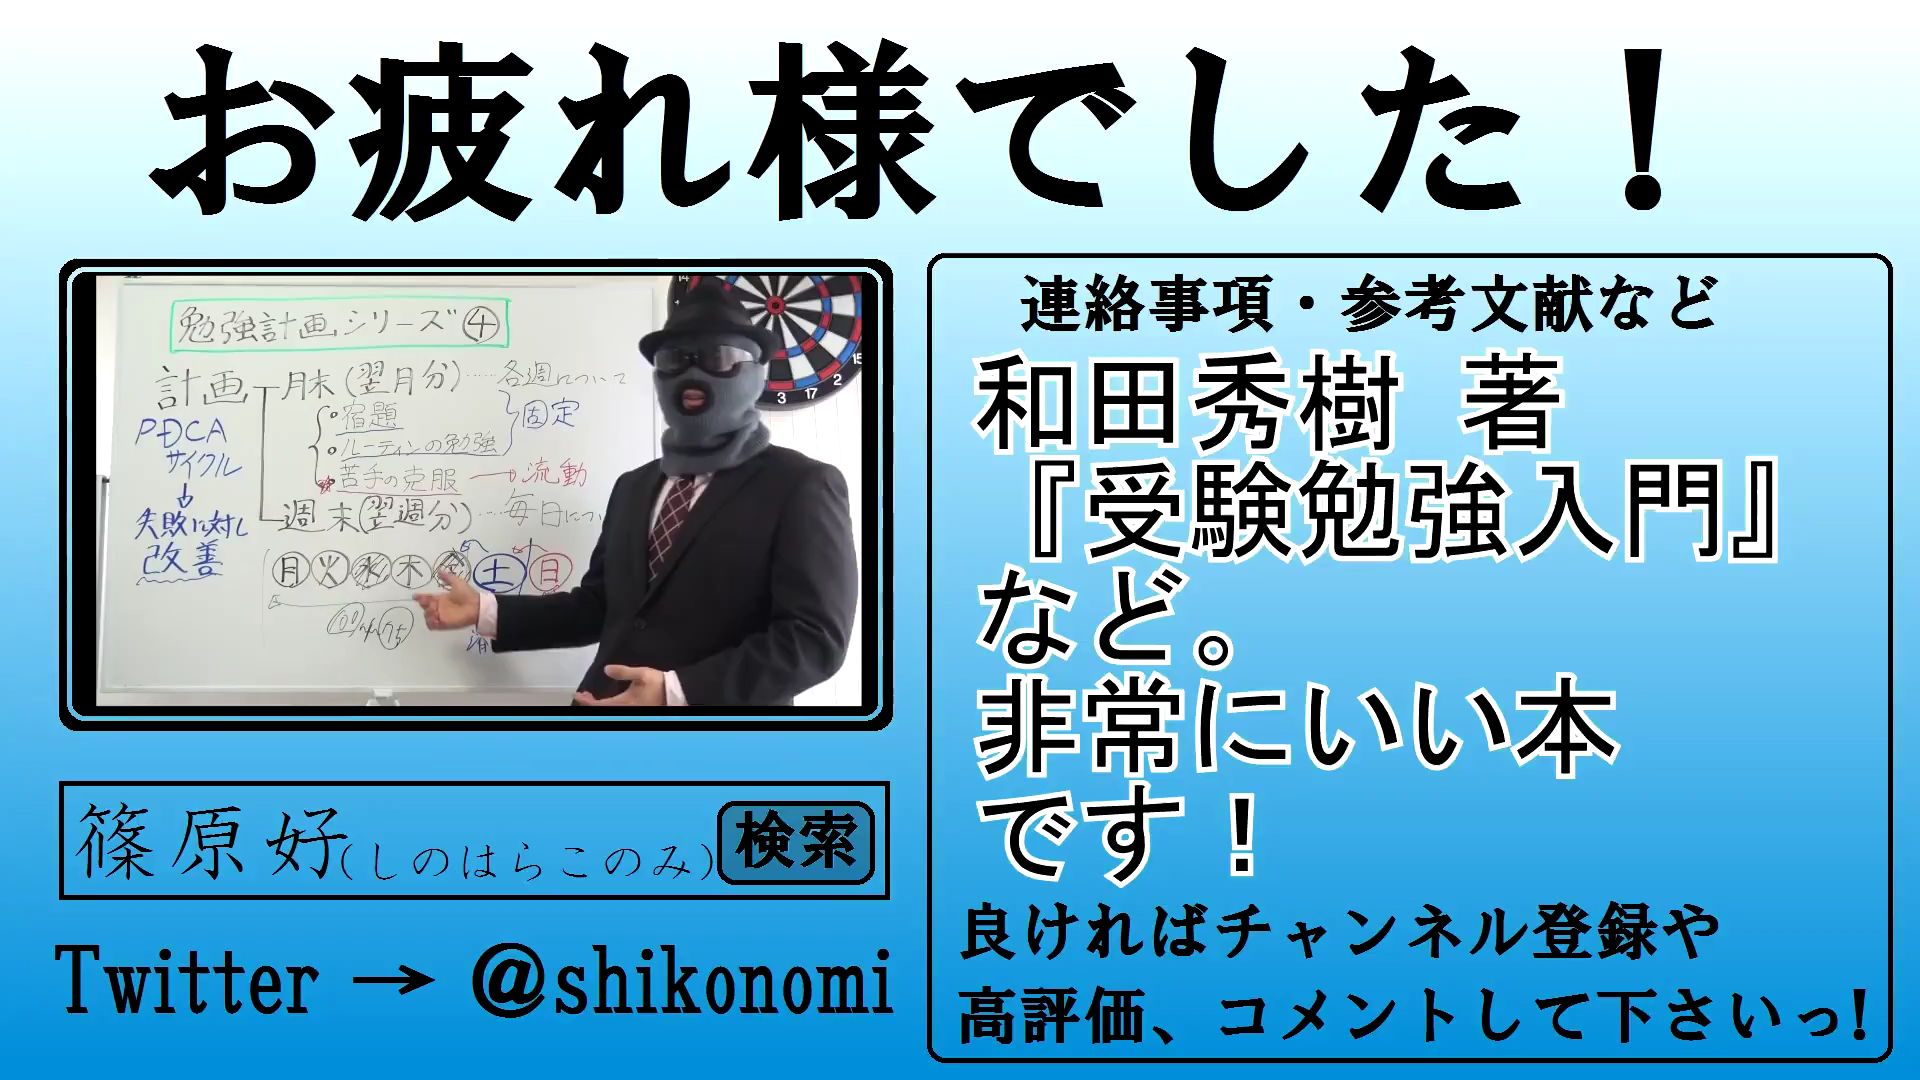 お疲れ様でした！
勉強計画シリーズ④
計画
月末(翌月分)……各週について
宿題
ルーティンの勉強
固定
苦手の克服→流動
PDCA
サイクル
↓
失敗に対し
改善
週末(翌週分)…毎日につ
月火水木金土日
篠原好(しのはらこのみ)
検索
Twitter → @shikonomi
連絡事項・参考文献など
和田秀樹 著
『受験勉強入門』
など。
非常にいい本
です！
良ければチャンネル登録や
高評価、コメントして下さいっ!